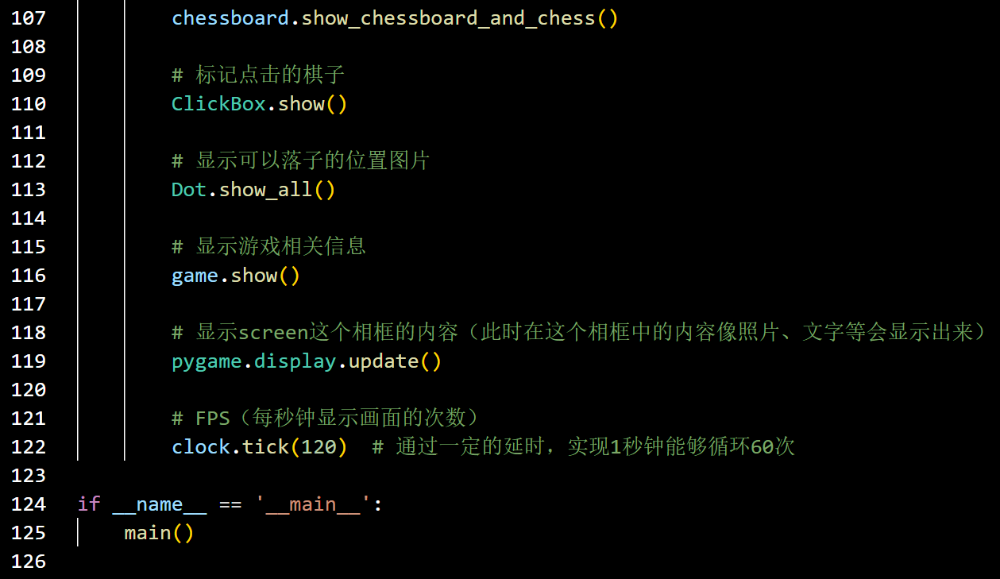 107 chessboard.show_chessboard_and_chess()
108
109 # 标记点击的棋子
110 ClickBox.show()
111
112 # 显示可以落子的位置图片
113 Dot.show_all()
114
115 # 显示游戏相关信息
116 game.show()
117
118 # 显示screen这个相框的内容（此时在这个相框中的内容像照片、文字等会显示出来）
119 pygame.display.update()
120
121 # FPS（每秒钟显示画面的次数）
122 clock.tick(120)  # 通过一定的延时，实现1秒钟能够循环60次
123
124 if __name__ == '__main__':
125     main()
126